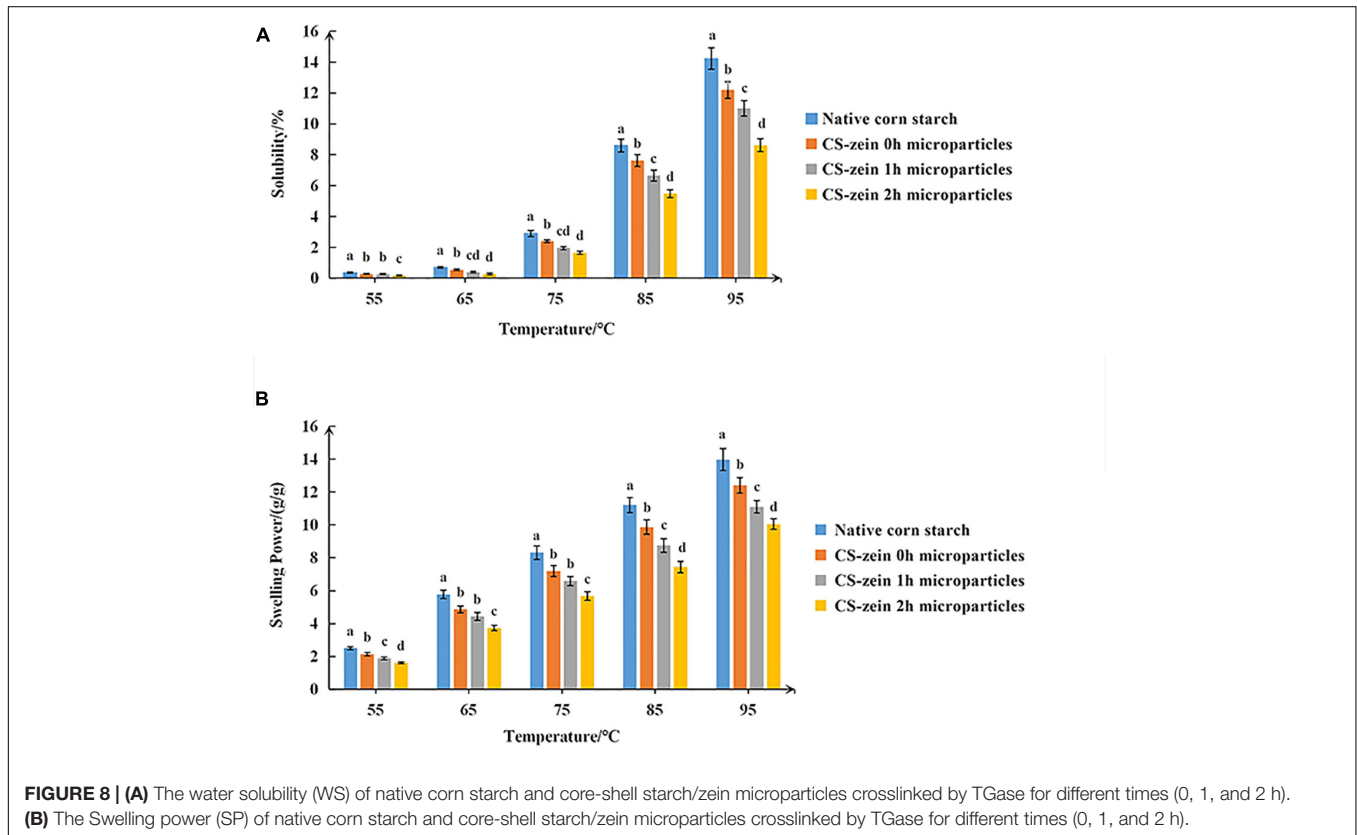 A
16
14
12
10
8
6
4
2
0
Solubility/%
a b b c
a b cd d
a b cd d
a b c d
a b c d
55 65 75 85 95
Temperature/°C
Native corn starch
CS-zein 0h microparticles
CS-zein 1h microparticles
CS-zein 2h microparticles
B
16
14
12
10
8
6
4
2
0
Swelling Power/(g/g)
a b c d
a b b c
a b b c
a b c d
a b c d
55 65 75 85 95
Temperature/°C
Native corn starch
CS-zein 0h microparticles
CS-zein 1h microparticles
CS-zein 2h microparticles
FIGURE 8 | (A) The water solubility (WS) of native corn starch and core-shell starch/zein microparticles crosslinked by TGase for different times (0, 1, and 2 h).
(B) The Swelling power (SP) of native corn starch and core-shell starch/zein microparticles crosslinked by TGase for different times (0, 1, and 2 h).